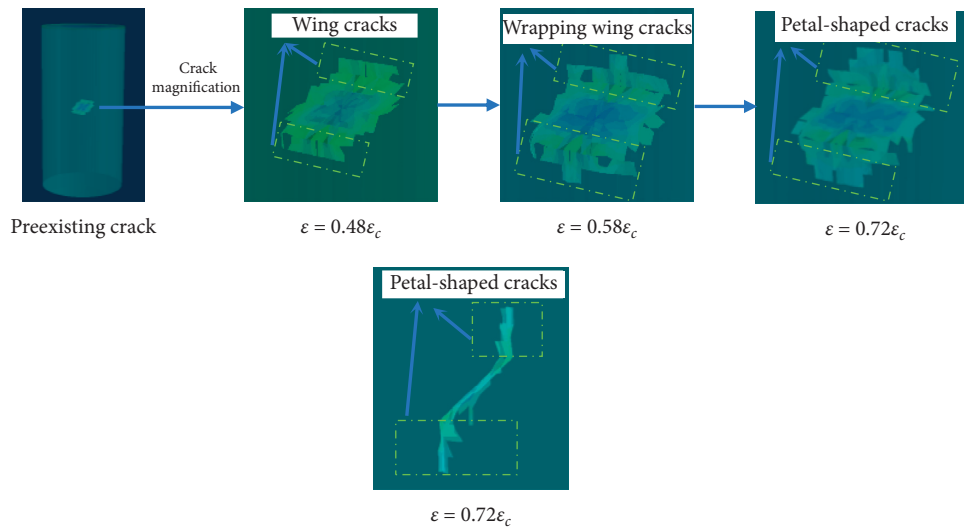 Wing cracks
Wrapping wing cracks
Petal-shaped cracks
Crack
magnification
Preexisting crack
ε = 0.48ε_c
ε = 0.58ε_c
ε = 0.72ε_c
Petal-shaped cracks
ε = 0.72ε_c